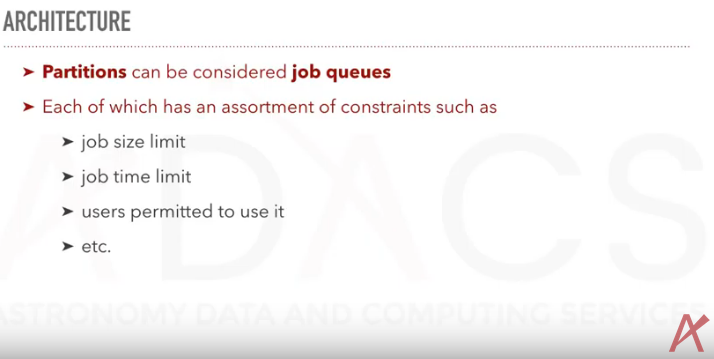 ARCHITECTURE
➤ Partitions can be considered job queues
➤ Each of which has an assortment of constraints such as
➤ job size limit
➤ job time limit
➤ users permitted to use it
➤ etc.
ADACS
ASTRONOMY DATA AND COMPUTING SERVICES